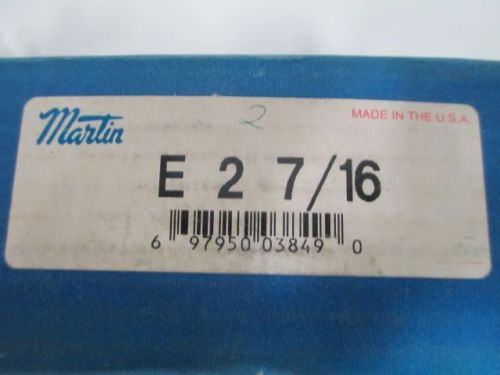 Martin
2
MADE IN THE U.S.A.
E 2 7/16
6 97950 03849 0